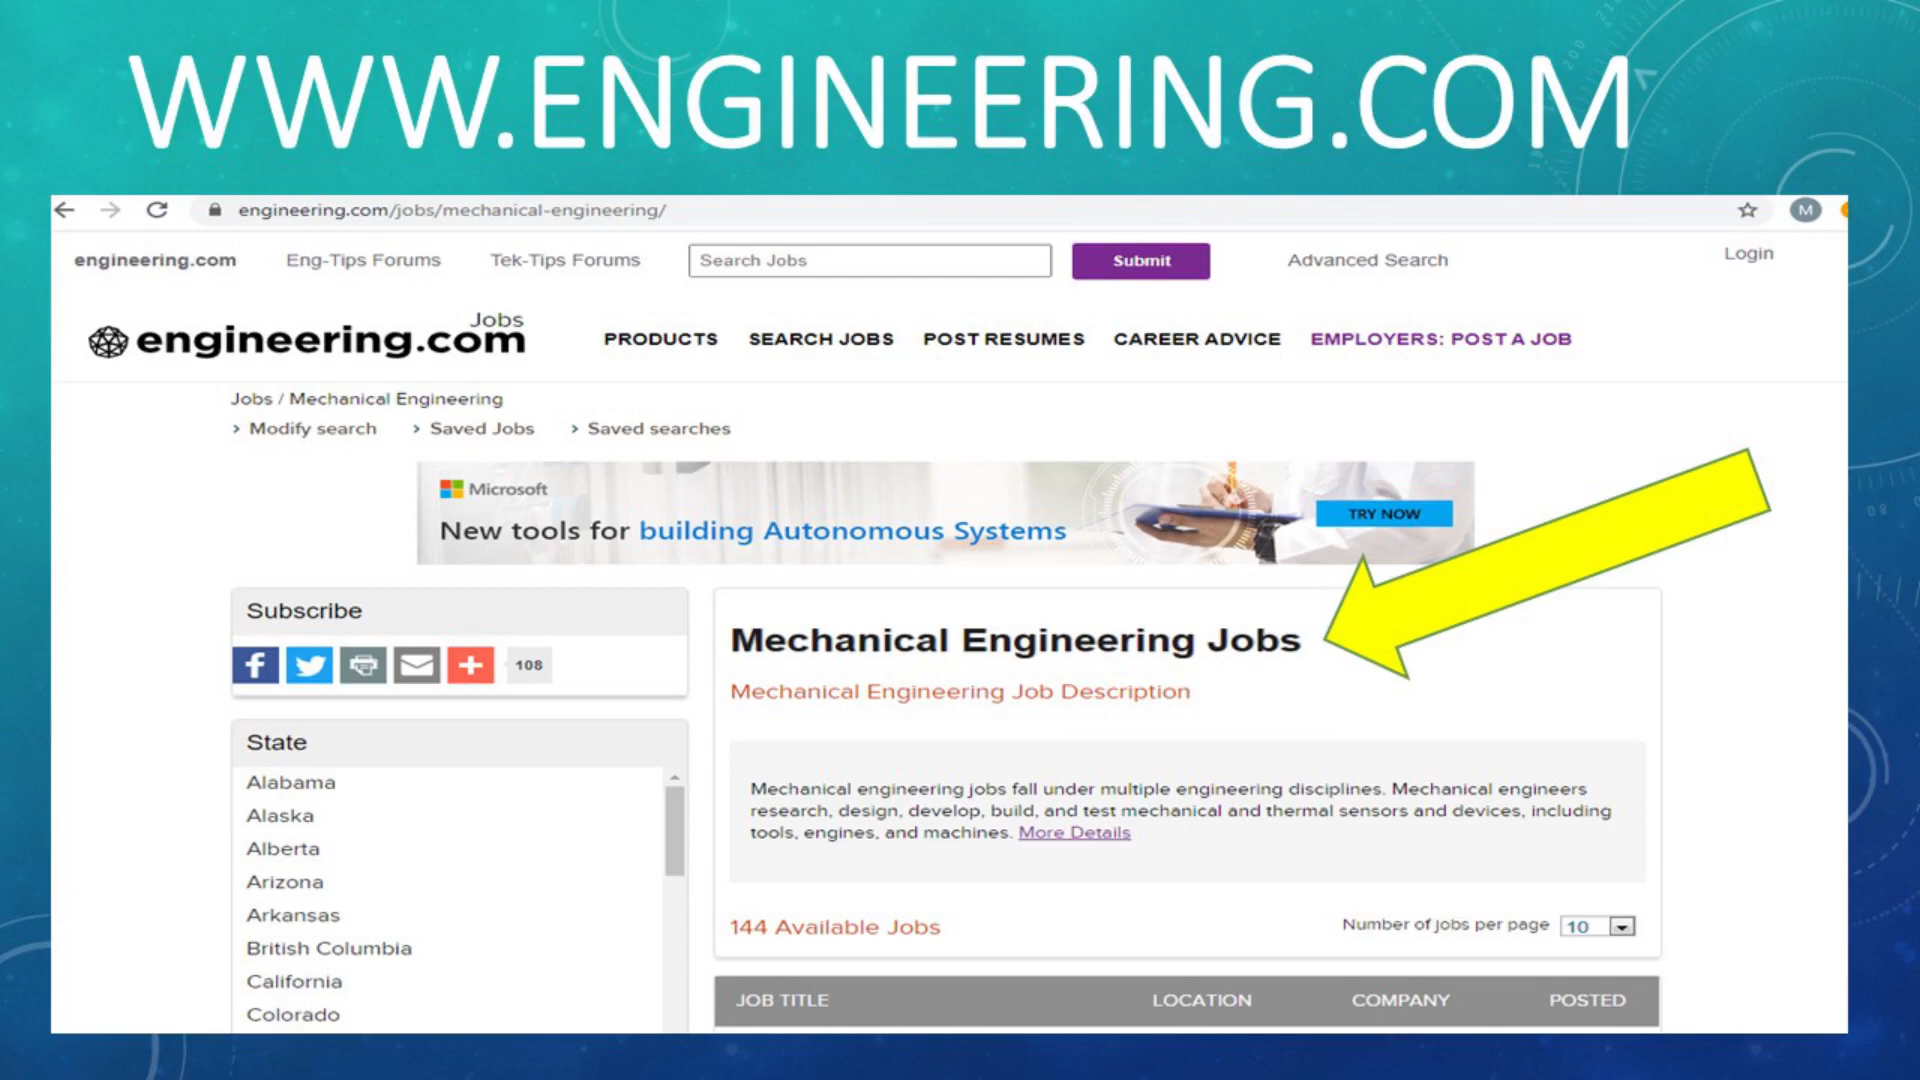 WWW.ENGINEERING.COM
engineering.com/jobs/mechanical-engineering/
M
engineering.com Eng-Tips Forums Tek-Tips Forums Search Jobs Submit Advanced Search Login
Jobs
engineering.com PRODUCTS SEARCH JOBS POST RESUMES CAREER ADVICE EMPLOYERS: POST A JOB
Jobs / Mechanical Engineering
› Modify search › Saved Jobs › Saved searches
Microsoft
New tools for building Autonomous Systems
TRY NOW
Subscribe
108
State
Alabama
Alaska
Alberta
Arizona
Arkansas
British Columbia
California
Colorado
Mechanical Engineering Jobs
Mechanical Engineering Job Description
Mechanical engineering jobs fall under multiple engineering disciplines. Mechanical engineers
research, design, develop, build, and test mechanical and thermal sensors and devices, including
tools, engines, and machines. More Details
144 Available Jobs Number of jobs per page 10
JOB TITLE LOCATION COMPANY POSTED